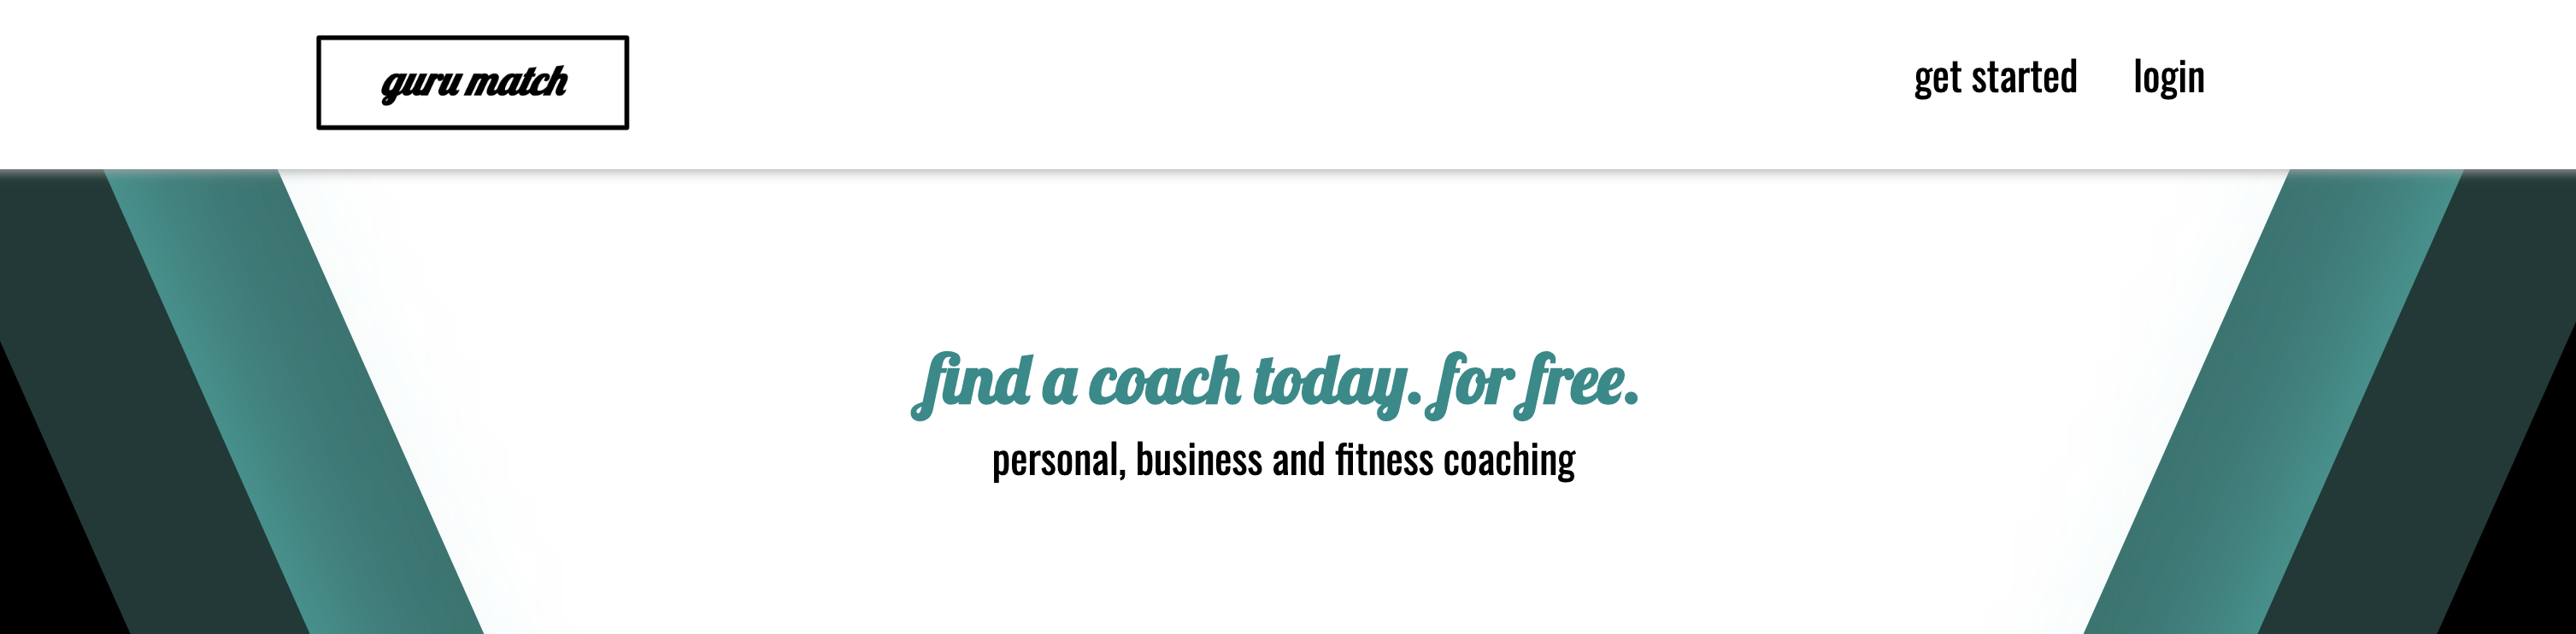 guru match
get started
login
find a coach today. for free.
personal, business and fitness coaching